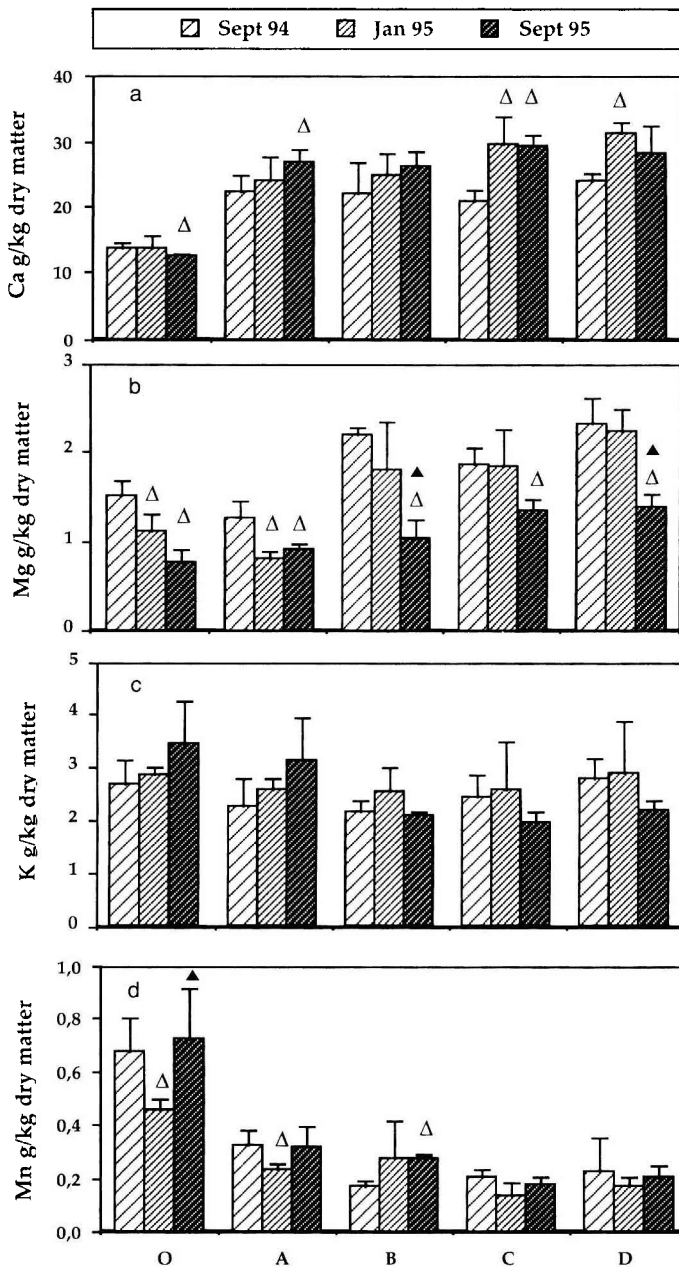 Sept 94 Jan 95 Sept 95
40
a
Δ Δ Δ
Δ
30
20
Δ
10
0
Ca g/kg dry matter
3
b
2
▲ ▲
Δ Δ Δ
Δ Δ Δ Δ
1
0
Mg g/kg dry matter
5
c
4
3
2
1
0
K g/kg dry matter
1,0
d
▲
0,8
0,6
Δ
0,4
Δ Δ
0,2
0,0
Mn g/kg dry matter
O A B C D